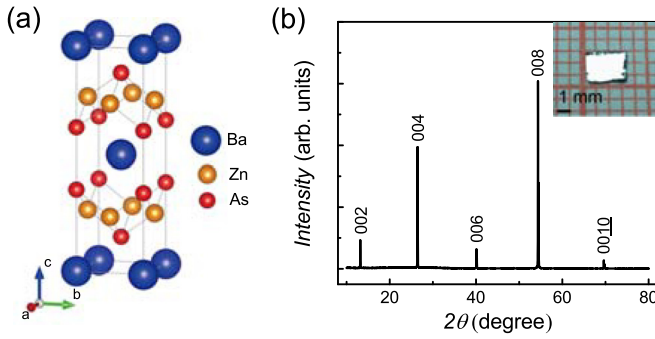 (a)
Ba
Zn
As
c
b
a
(b)
Intensity (arb. units)
002
004
006
008
0010
1 mm
20
40
60
80
2θ (degree)